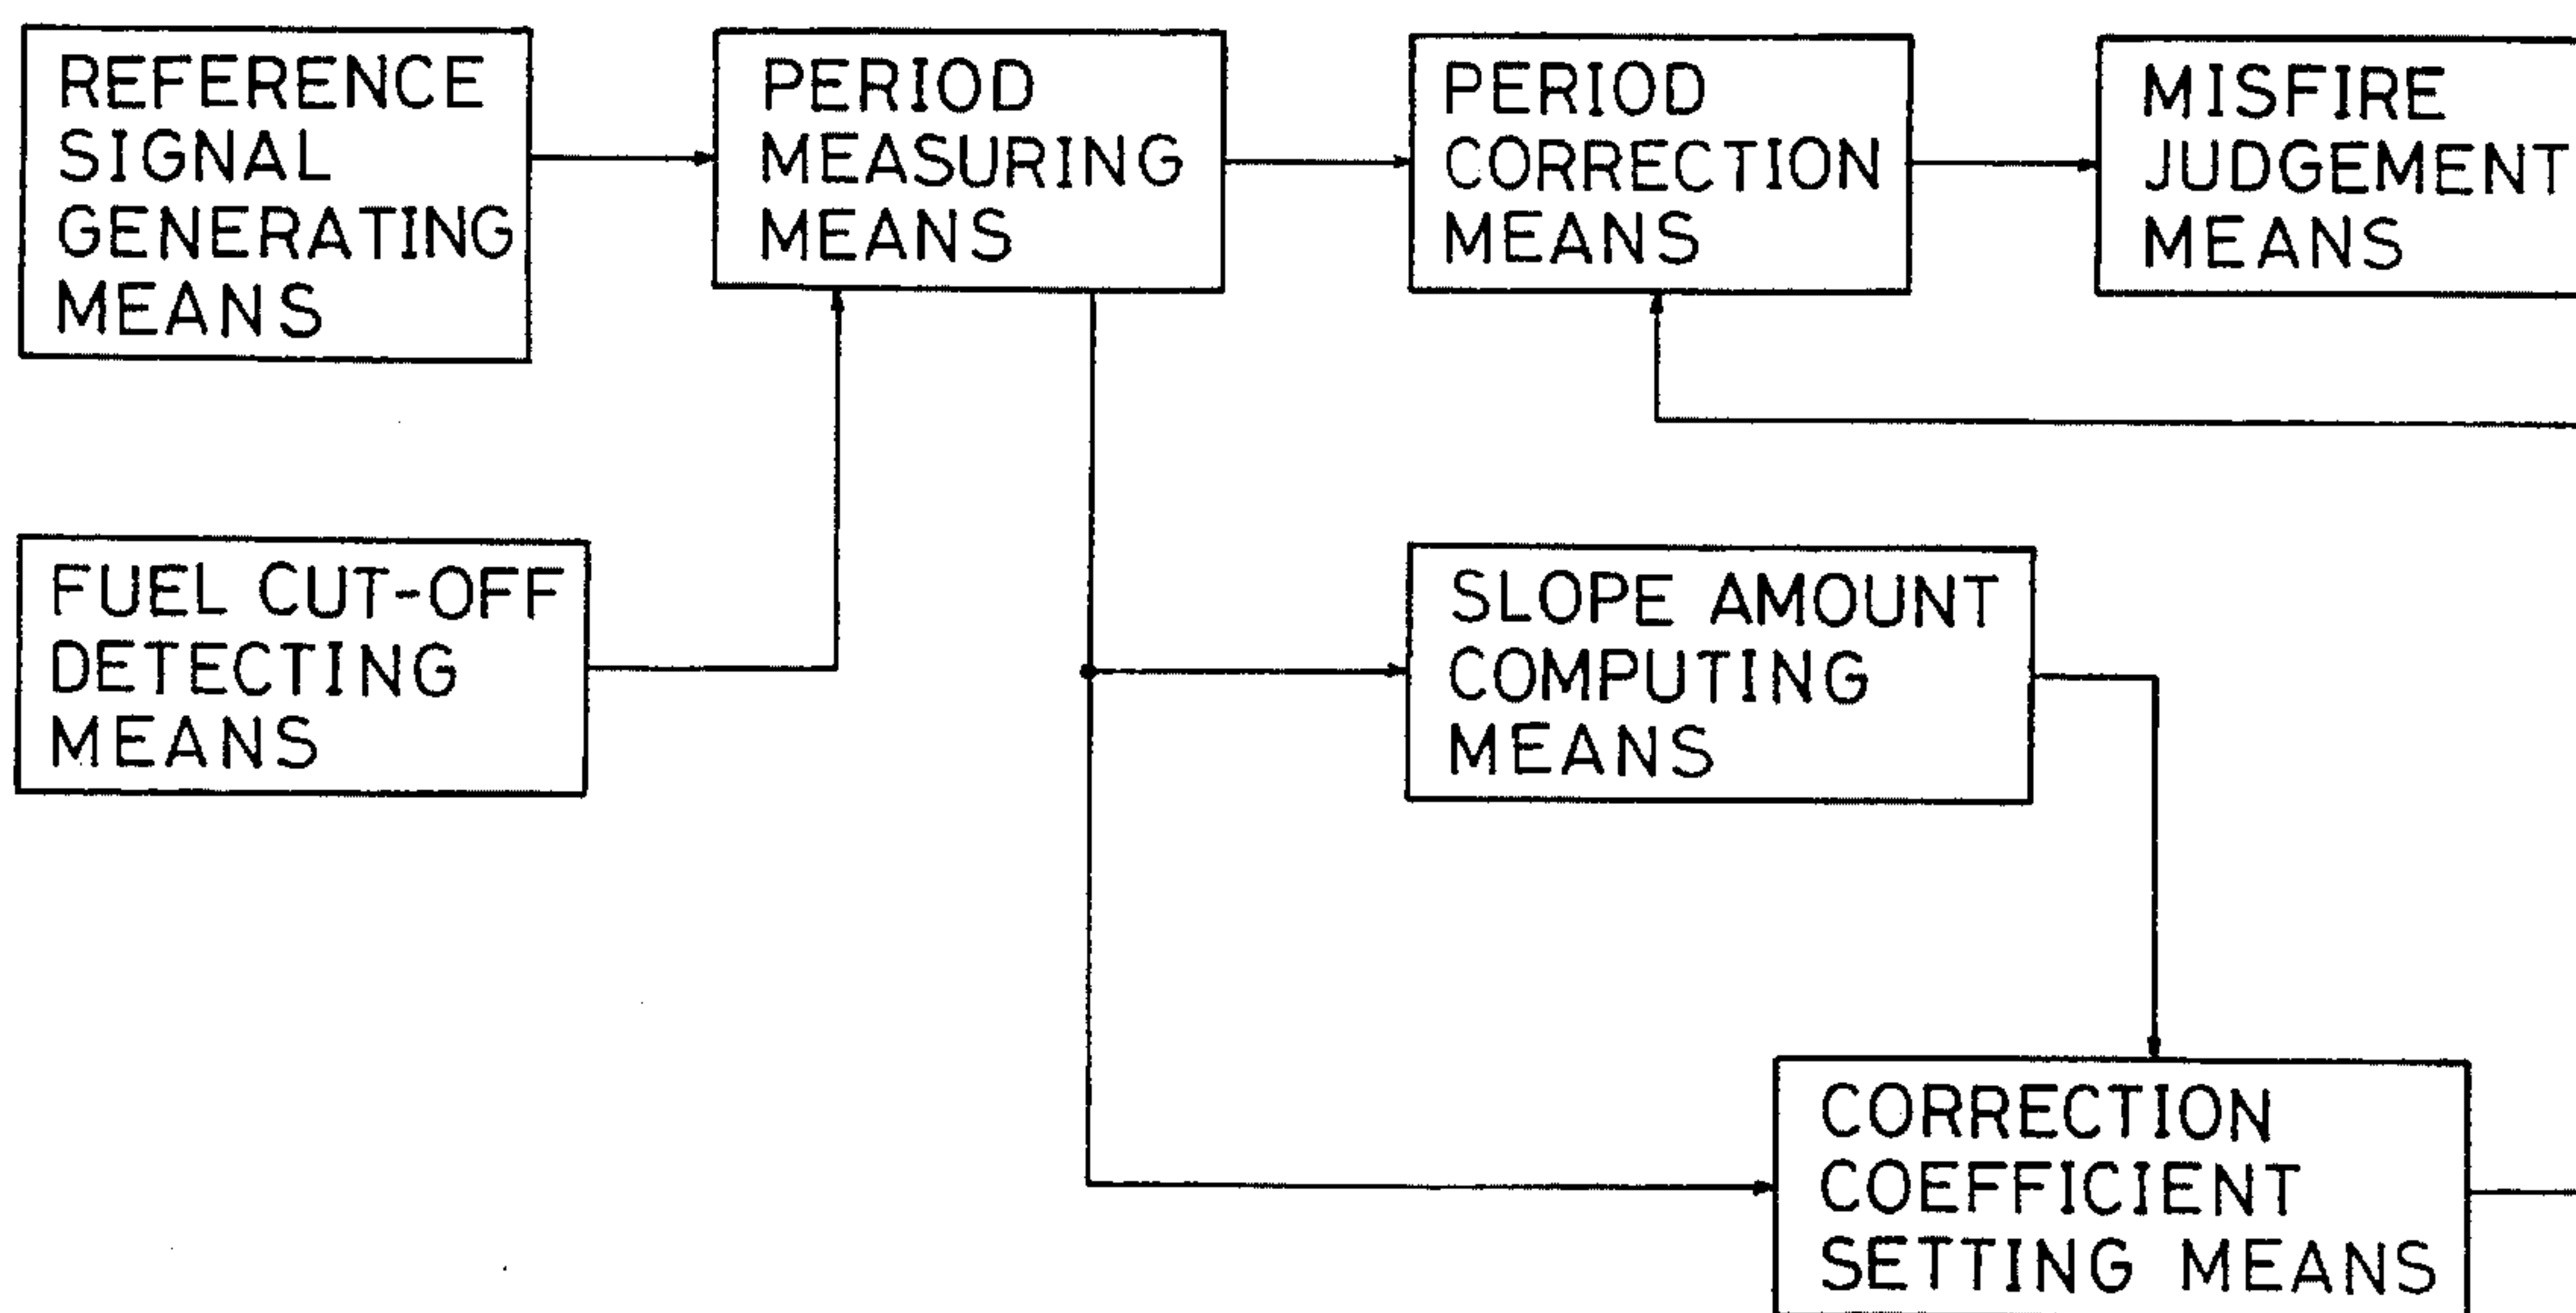 REFERENCE
SIGNAL
GENERATING
MEANS
PERIOD
MEASURING
MEANS
PERIOD
CORRECTION
MEANS
MISFIRE
JUDGEMENT
MEANS
FUEL CUT-OFF
DETECTING
MEANS
SLOPE AMOUNT
COMPUTING
MEANS
CORRECTION
COEFFICIENT
SETTING MEANS